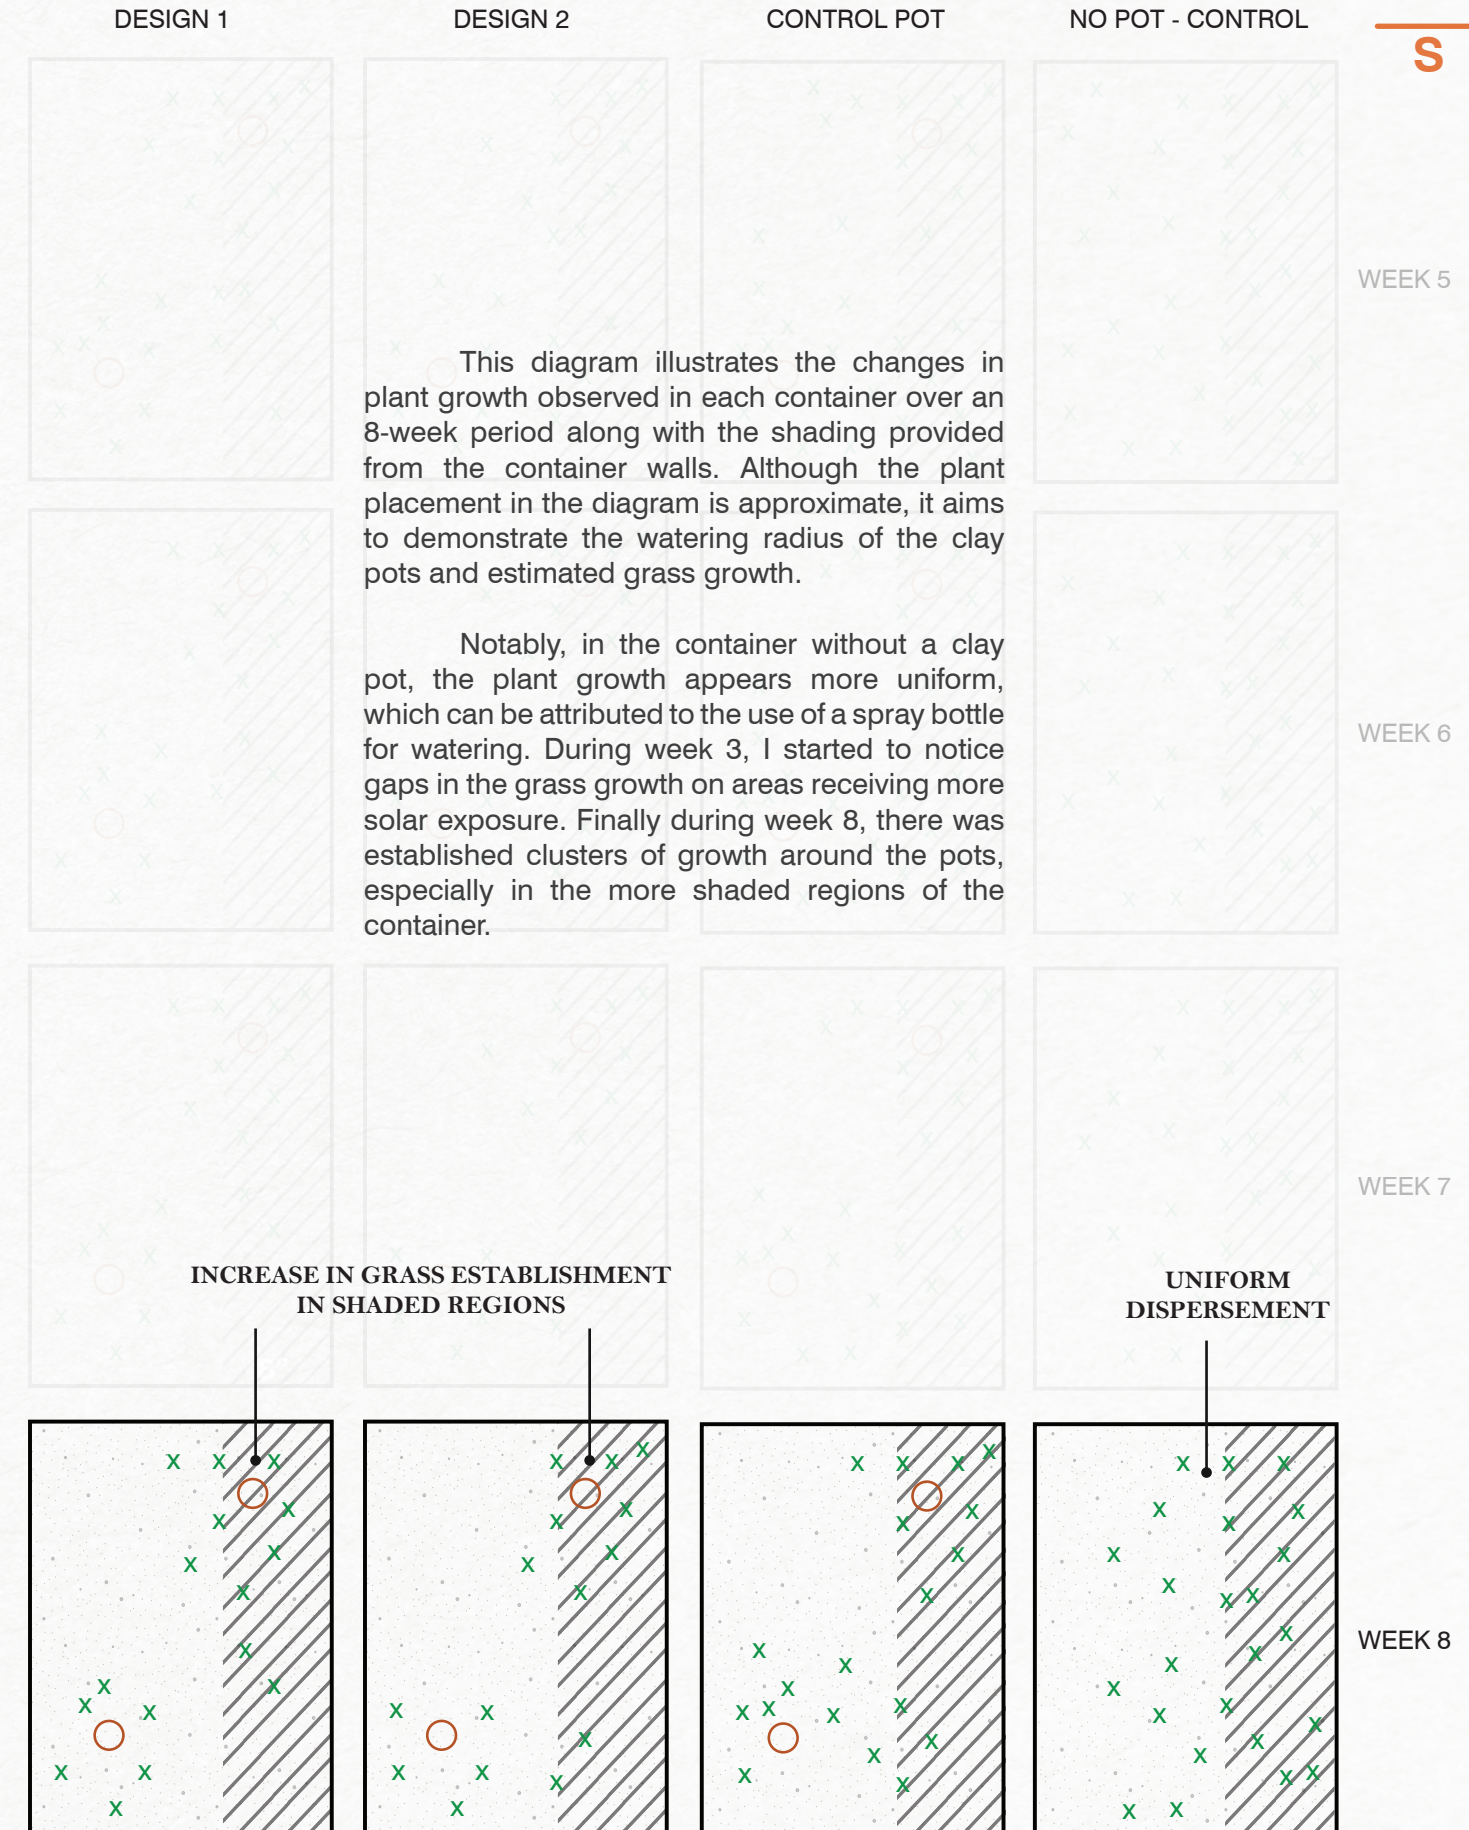 DESIGN 1
DESIGN 2
CONTROL POT
NO POT - CONTROL
S
WEEK 5
This diagram illustrates the changes in
plant growth observed in each container over an
8-week period along with the shading provided
from the container walls. Although the plant
placement in the diagram is approximate, it aims
to demonstrate the watering radius of the clay
pots and estimated grass growth.
Notably, in the container without a clay
pot, the plant growth appears more uniform,
which can be attributed to the use of a spray bottle
for watering. During week 3, I started to notice
gaps in the grass growth on areas receiving more
solar exposure. Finally during week 8, there was
established clusters of growth around the pots,
especially in the more shaded regions of the
container.
WEEK 6
WEEK 7
INCREASE IN GRASS ESTABLISHMENT
IN SHADED REGIONS
UNIFORM
DISPERSEMENT
WEEK 8